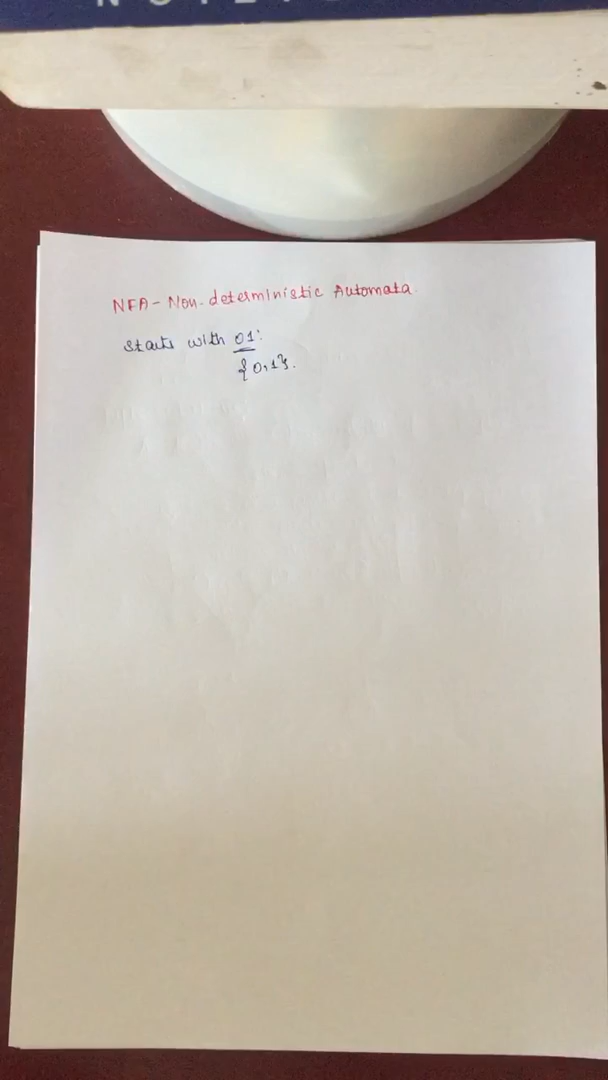 NFA - Non-deterministic Automata.
starts with 01:
{0,1}.